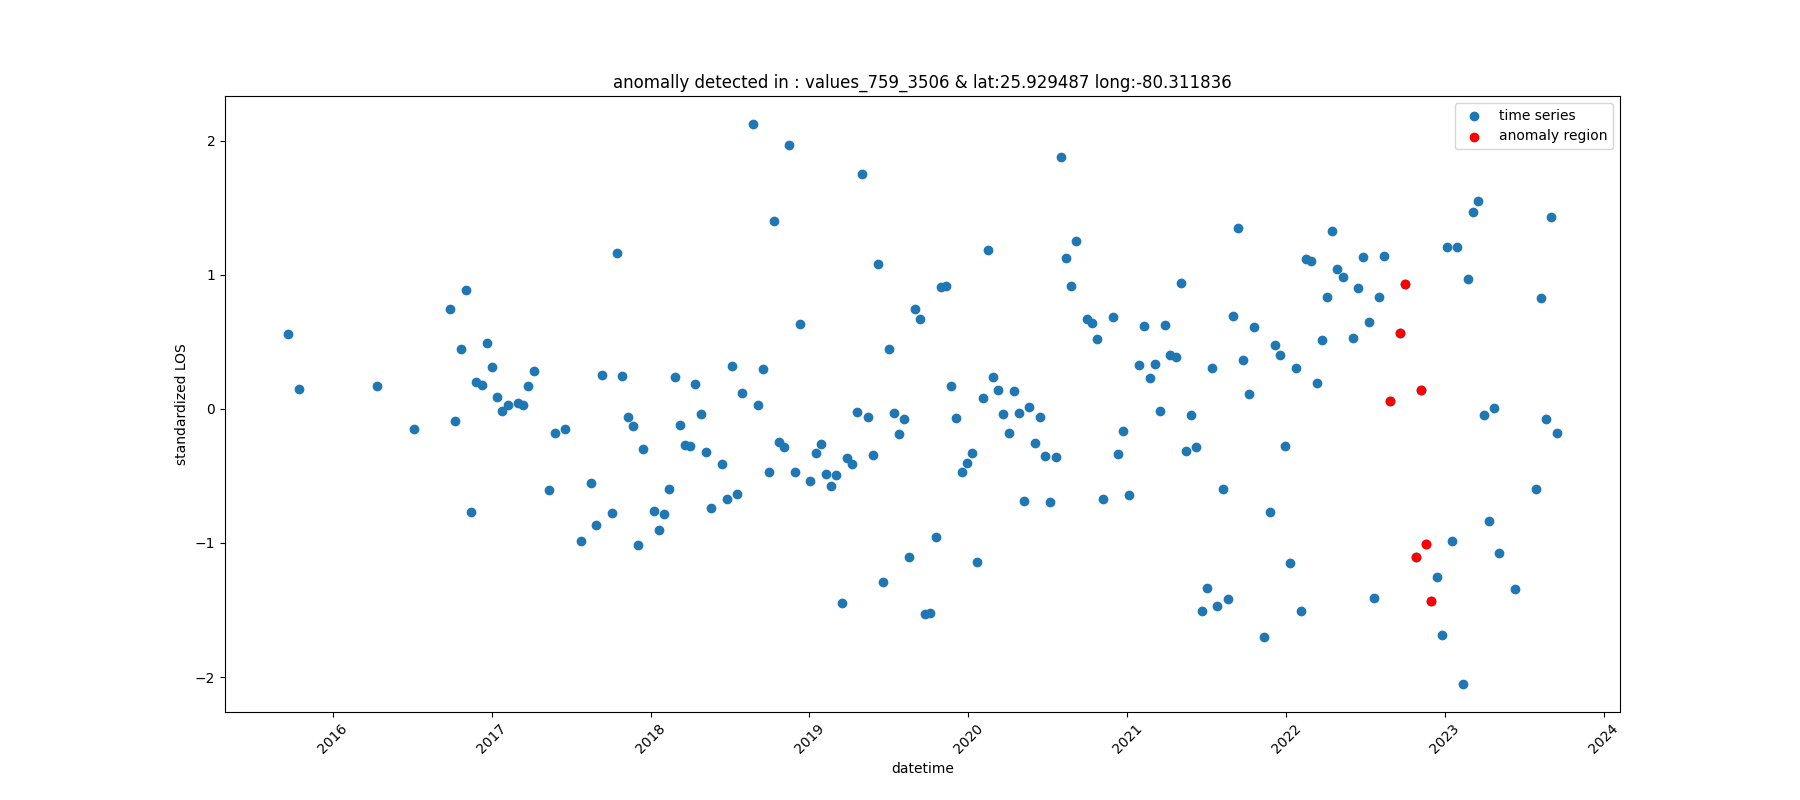 anomally detected in : values_759_3506 & lat:25.929487 long:-80.311836
time series
anomaly region
standardized LOS
2
1
0
−1
−2
2016
2017
2018
2019
2020
2021
2022
2023
2024
datetime